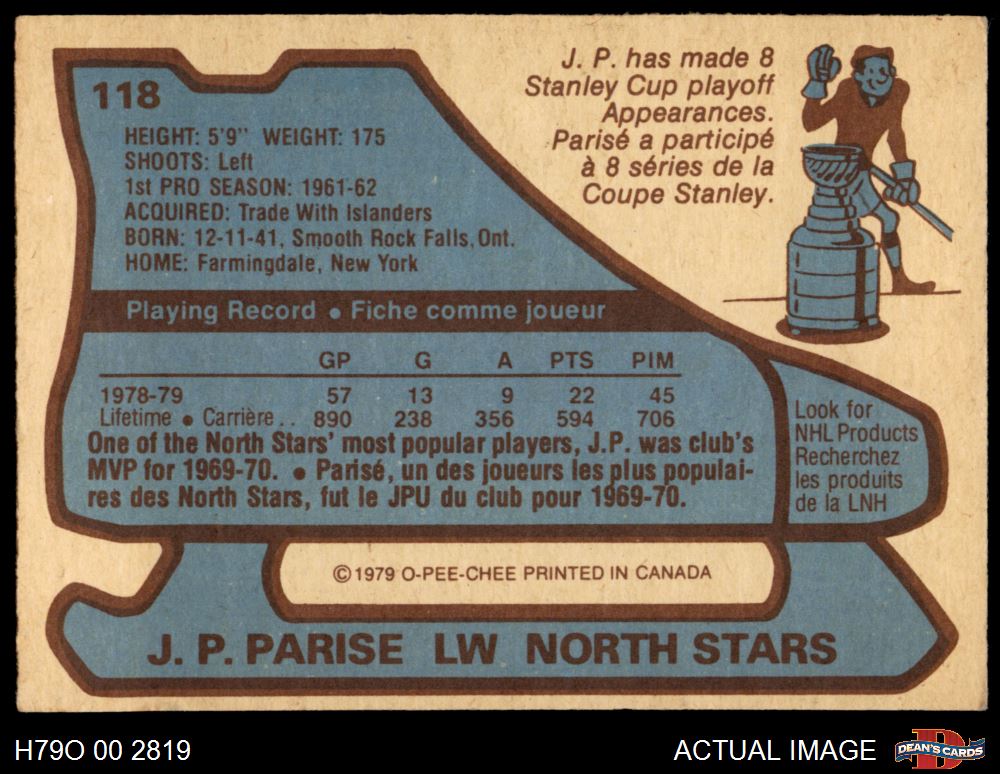 118
HEIGHT: 5'9" WEIGHT: 175
SHOOTS: Left
1st PRO SEASON: 1961-62
ACQUIRED: Trade With Islanders
BORN: 12-11-41, Smooth Rock Falls, Ont.
HOME: Farmingdale, New York
J. P. has made 8
Stanley Cup playoff
Appearances.
Parisé a participé
à 8 séries de la
Coupe Stanley.
Playing Record • Fiche comme joueur
GP G A PTS PIM
1978-79 57 13 9 22 45
Lifetime • Carrière . . 890 238 356 594 706
One of the North Stars' most popular players, J.P. was club's
MVP for 1969-70. • Parisé, un des joueurs les plus populai-
res des North Stars, fut le JPU du club pour 1969-70.
Look for
NHL Products
Recherchez
les produits
de la LNH
© 1979 O-PEE-CHEE PRINTED IN CANADA
J. P. PARISE LW NORTH STARS
H79O 00 2819
ACTUAL IMAGE
D
DEAN'S CARDS